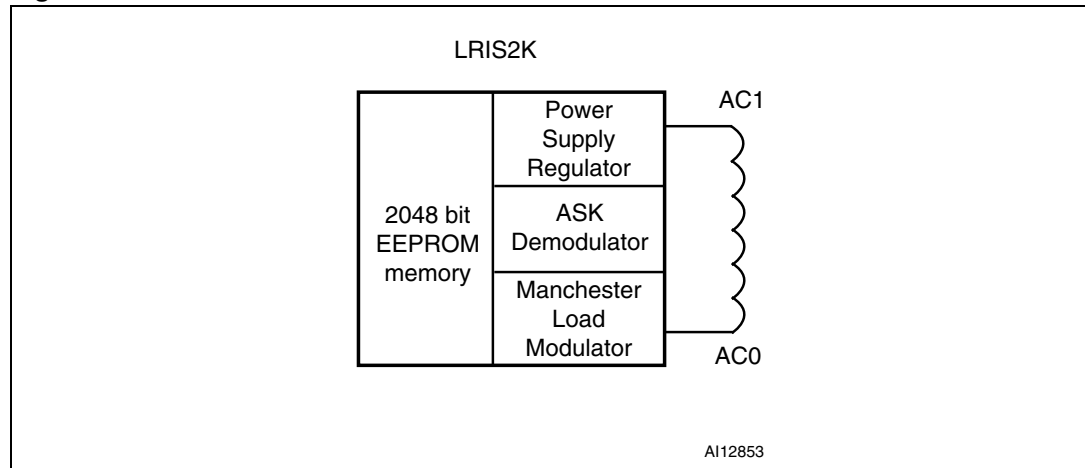 LRIS2K
AC1
Power
Supply
Regulator
2048 bit
EEPROM
memory
ASK
Demodulator
Manchester
Load
Modulator
AC0
AI12853